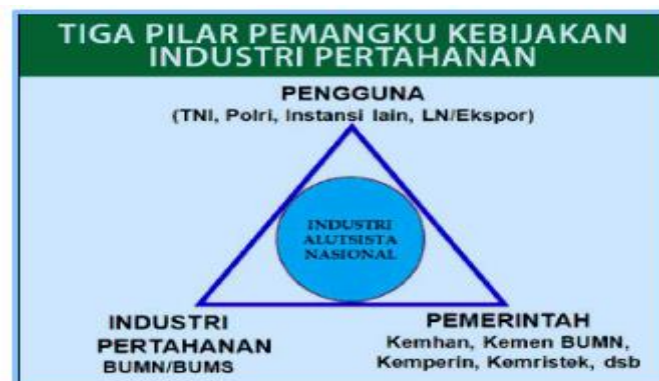 TIGA PILAR PEMANGKU KEBIJAKAN
INDUSTRI PERTAHANAN
PENGGUNA
(TNI, Polri, Instansi lain, LN/Ekspor)
INDUSTRI
ALUTSISTA
NASIONAL
INDUSTRI
PERTAHANAN
BUMN/BUMS
PEMERINTAH
Kemhan, Kemen BUMN,
Kemperin, Kemristek, dsb